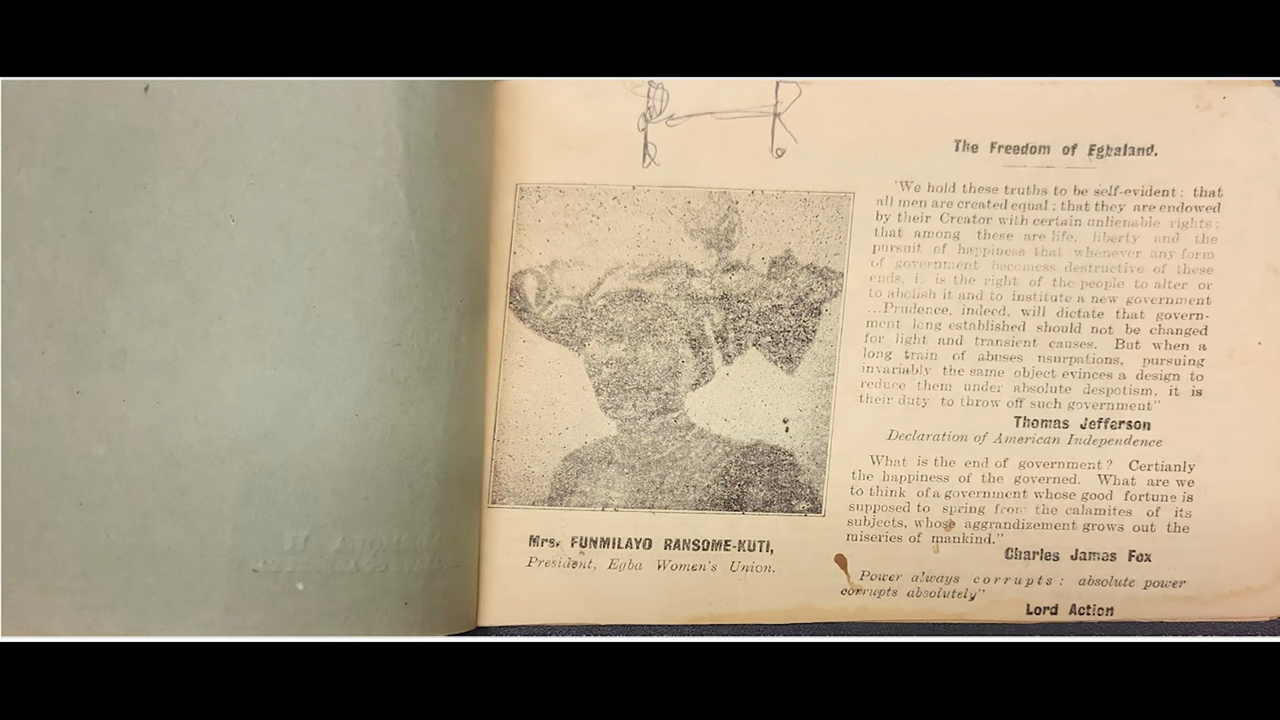 Mrs. FUNMILAYO RANSOME-KUTI,
President, Egba Women's Union.
The Freedom of Egbaland.
'We hold these truths to be self-evident : that
all men are created equal ; that they are endowed
by their Creator with certain unlienable rights ;
that among these are life, liberty and the
pursuit of happiness that whenever any form
of government becomess destructive of these
ends, it is the right of the people to alter or
to abolish it and to institute a new government
...Prudence, indeed, will dictate that govern-
ment long established should not be changed
for light and transient causes. But when a
long train of abuses usurpations, pursuing
invariably the same object evinces a design to
reduce them under absolute despotism, it is
their duty to throw off such government"
Thomas Jefferson
Declaration of American Independence
What is the end of government? Certianly
the happiness of the governed. What are we
to think of a government whose good fortune is
supposed to spring from the calamites of its
subjects, whose aggrandizement grows out the
miseries of mankind."
Charles James Fox
Power always corrupts : absolute power
corrupts absolutely"
Lord Action